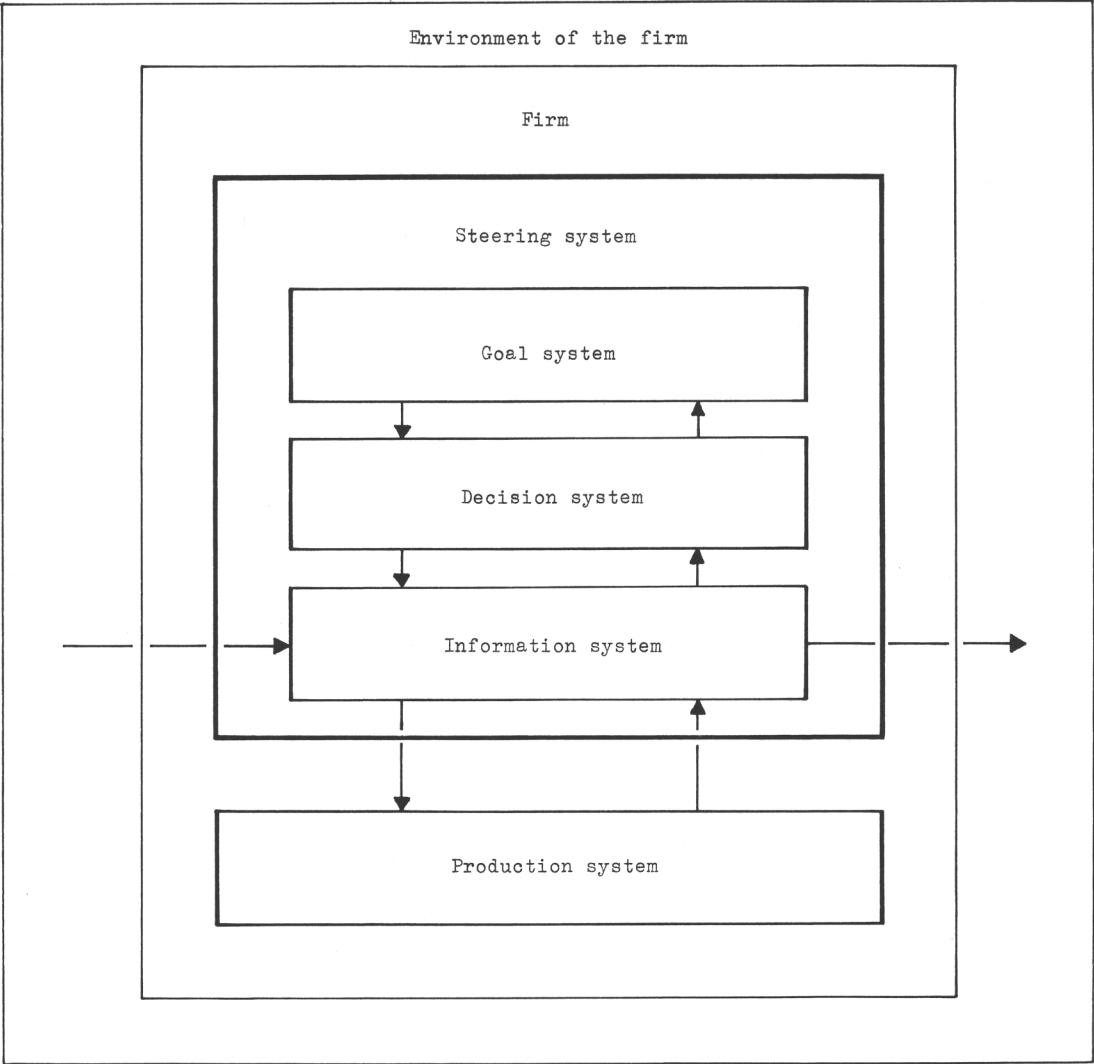 Environment of the firm
Firm
Steering system
Goal system
Decision system
Information system
Production system